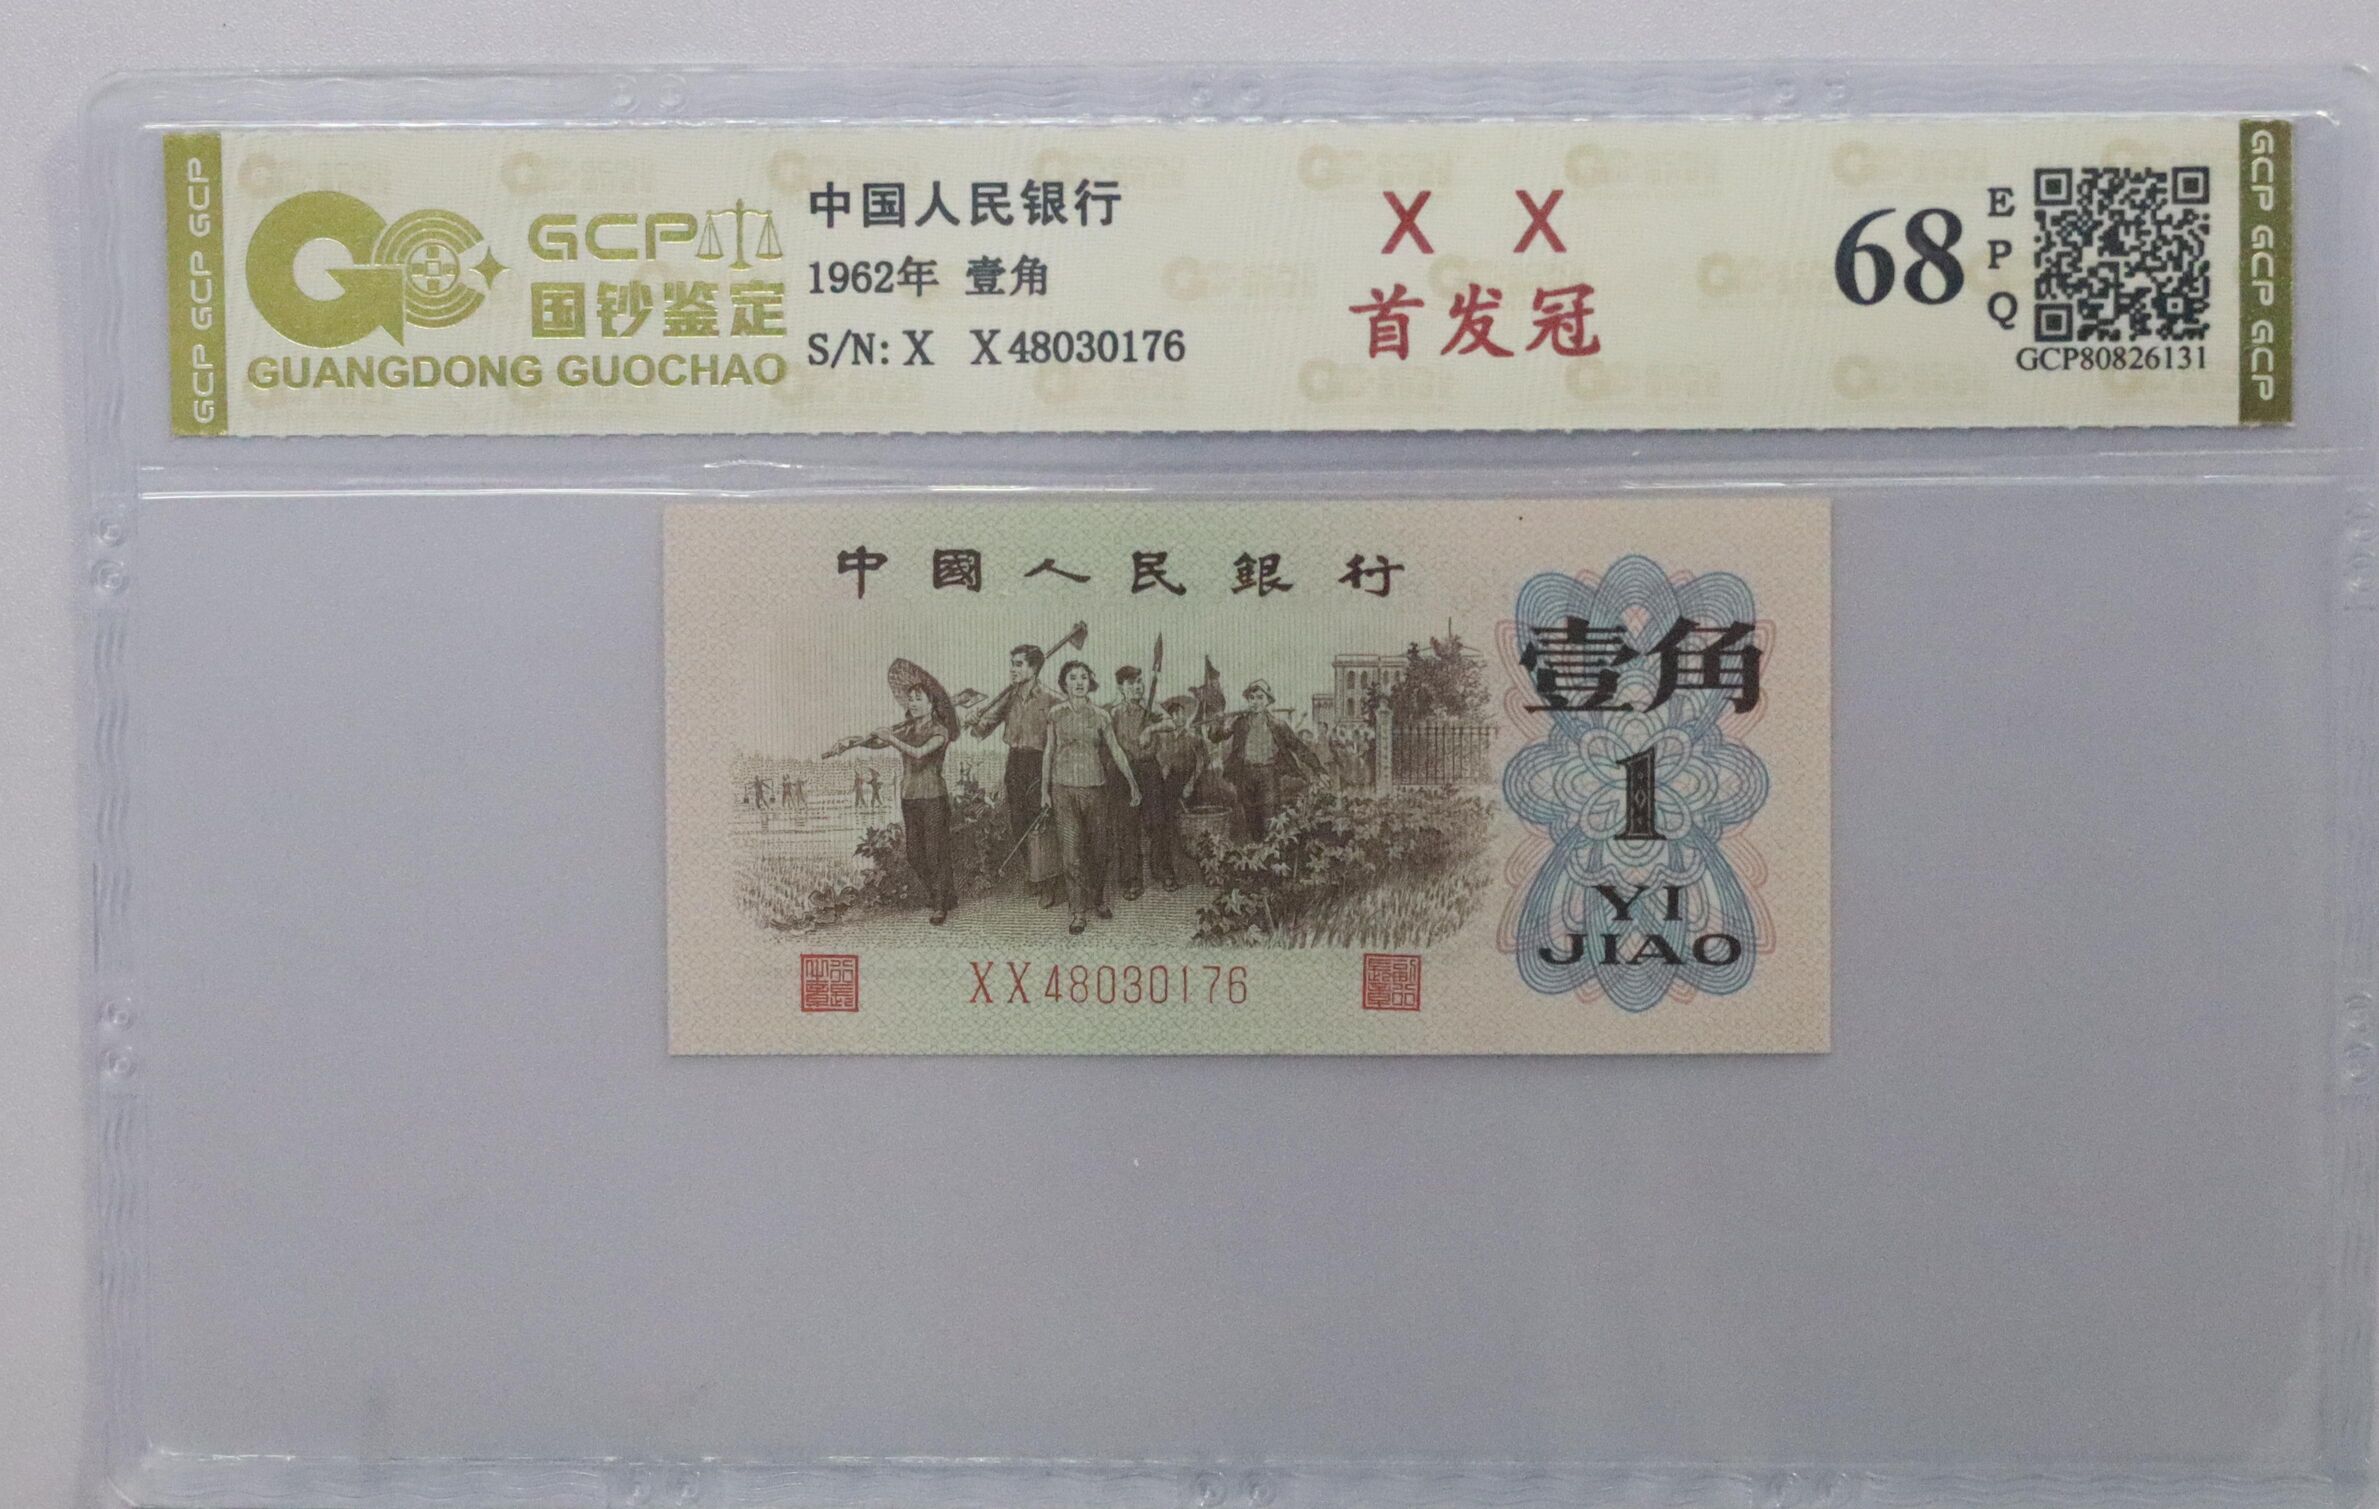 GCP GCP GCP
GCP
国钞鉴定
GUANGDONG GUOCHAO
中国人民银行
1962年 壹角
S/N: X X48030176
X X
首发冠
68
EPQ
GCP80826131
GCP GCP GCP
中國人民銀行
壹角
1
YI
JIAO
XX48030176